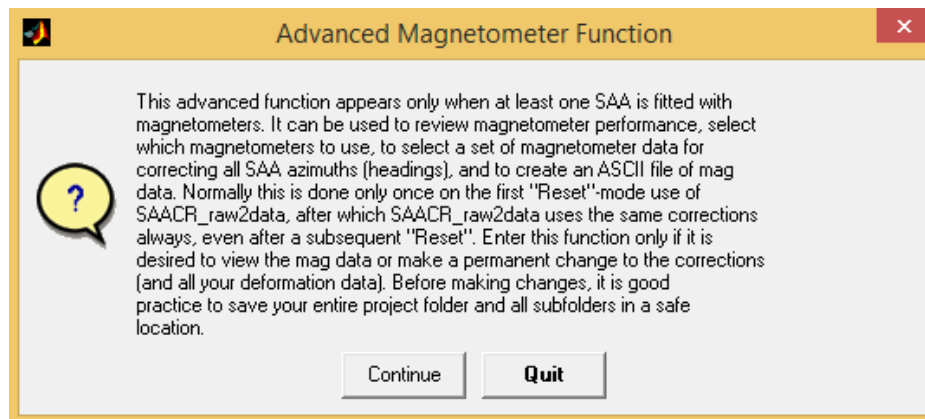 Advanced Magnetometer Function
This advanced function appears only when at least one SAA is fitted with
magnetometers. It can be used to review magnetometer performance, select
which magnetometers to use, to select a set of magnetometer data for
correcting all SAA azimuths (headings), and to create an ASCII file of mag
data. Normally this is done only once on the first "Reset"-mode use of
SAACR_raw2data, after which SAACR_raw2data uses the same corrections
always, even after a subsequent "Reset". Enter this function only if it is
desired to view the mag data or make a permanent change to the corrections
(and all your deformation data). Before making changes, it is good
practice to save your entire project folder and all subfolders in a safe
location.
Continue
Quit